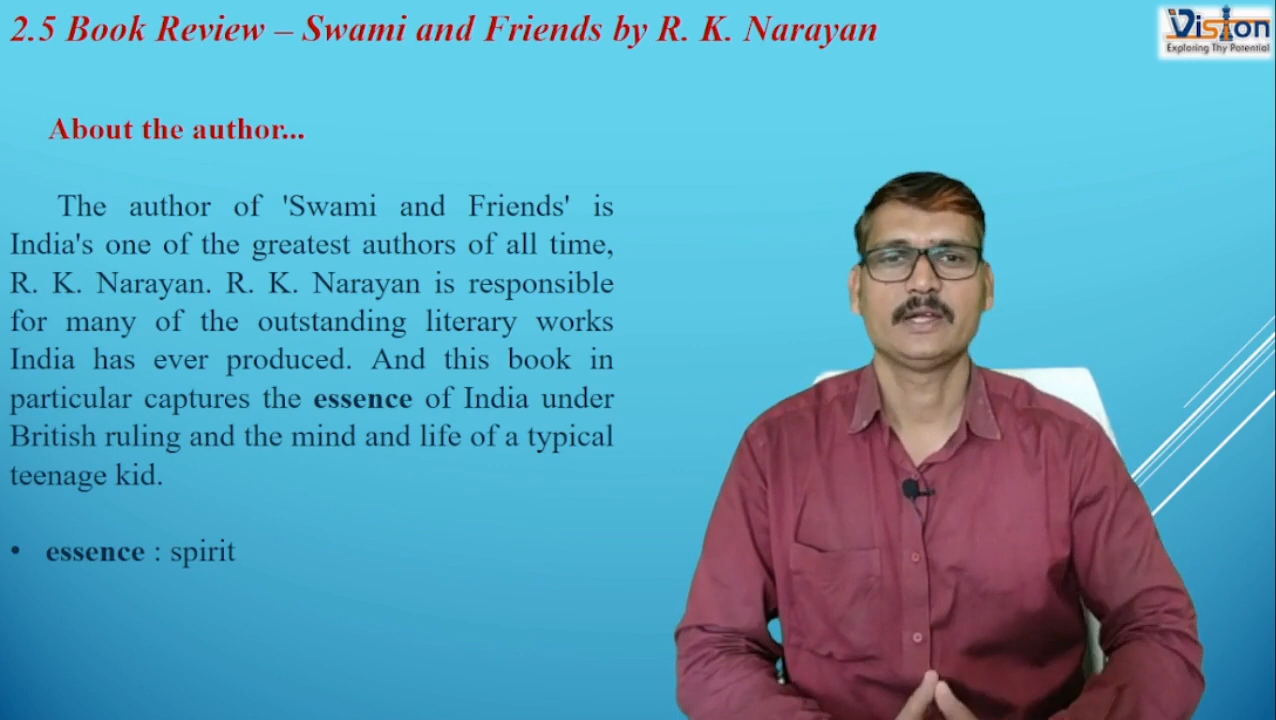 2.5 Book Review – Swami and Friends by R. K. Narayan
Vision
Exploring Thy Potential
About the author...
The author of 'Swami and Friends' is
India's one of the greatest authors of all time,
R. K. Narayan. R. K. Narayan is responsible
for many of the outstanding literary works
India has ever produced. And this book in
particular captures the essence of India under
British ruling and the mind and life of a typical
teenage kid.
• essence : spirit